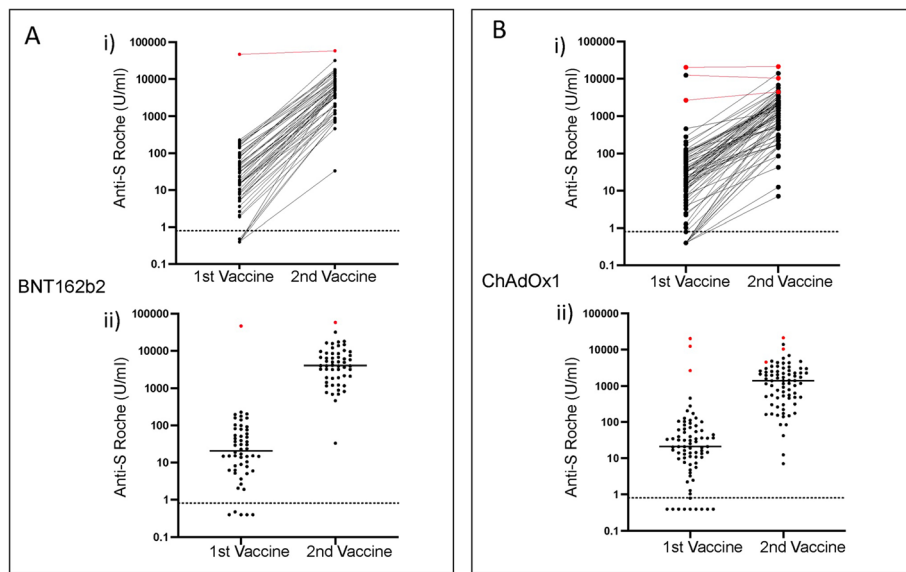 A
i)
Anti-S Roche (U/ml)
100000
10000
1000
100
10
1
0.1
1st Vaccine 2nd Vaccine
BNT162b2
ii)
Anti-S Roche (U/ml)
100000
10000
1000
100
10
1
0.1
1st Vaccine 2nd Vaccine
B
i)
Anti-S Roche (U/ml)
100000
10000
1000
100
10
1
0.1
1st Vaccine 2nd Vaccine
ChAdOx1
ii)
Anti-S Roche (U/ml)
100000
10000
1000
100
10
1
0.1
1st Vaccine 2nd Vaccine